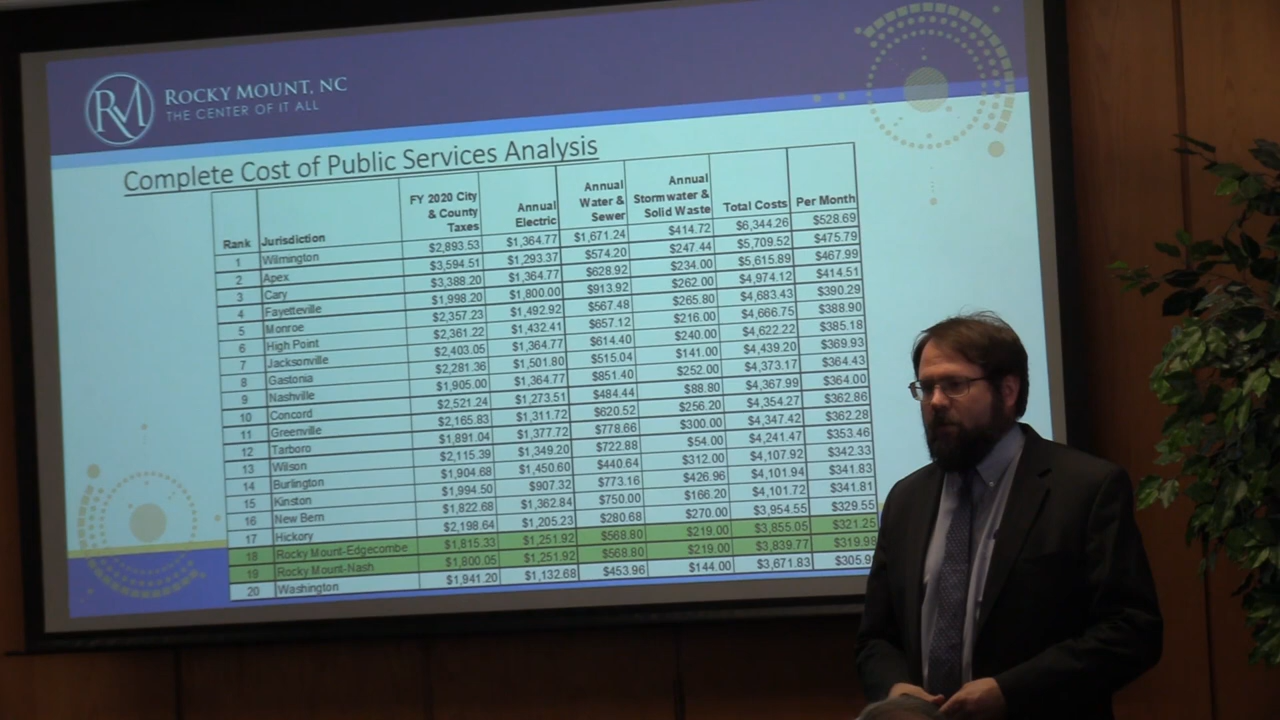 ROCKY MOUNT, NC
THE CENTER OF IT ALL
Complete Cost of Public Services Analysis
Rank Jurisdiction FY 2020 City & County Taxes Annual Electric Annual Water & Sewer Annual Stormwater & Solid Waste Total Costs Per Month
1 Wilmington $2,893.53 $1,364.77 $1,671.24 $414.72 $6,344.26 $528.69
2 Apex $3,594.51 $1,293.37 $574.20 $247.44 $5,709.52 $475.79
3 Cary $3,388.20 $1,364.77 $628.92 $234.00 $5,615.89 $467.99
4 Fayetteville $1,998.20 $1,800.00 $913.92 $262.00 $4,974.12 $414.51
5 Monroe $2,357.23 $1,492.92 $567.48 $265.80 $4,683.43 $390.29
6 High Point $2,361.22 $1,432.41 $657.12 $216.00 $4,666.75 $388.90
7 Jacksonville $2,403.05 $1,364.77 $614.40 $240.00 $4,622.22 $385.18
8 Gastonia $2,281.36 $1,501.80 $515.04 $141.00 $4,439.20 $369.93
9 Nashville $1,905.00 $1,364.77 $851.40 $252.00 $4,373.17 $364.43
10 Concord $2,521.24 $1,273.51 $484.44 $88.80 $4,367.99 $364.00
11 Greenville $2,165.83 $1,311.72 $620.52 $256.20 $4,354.27 $362.86
12 Tarboro $1,891.04 $1,377.72 $778.66 $300.00 $4,347.42 $362.28
13 Wilson $2,115.39 $1,349.20 $722.88 $54.00 $4,241.47 $353.46
14 Burlington $1,904.68 $1,450.60 $440.64 $312.00 $4,107.92 $342.33
15 Kinston $1,994.50 $907.32 $773.16 $426.96 $4,101.94 $341.83
16 New Bern $1,822.68 $1,362.84 $750.00 $166.20 $4,101.72 $341.81
17 Hickory $2,198.64 $1,205.23 $280.68 $270.00 $3,954.55 $329.55
18 Rocky Mount-Edgecombe $1,815.33 $1,251.92 $568.80 $219.00 $3,855.05 $321.25
19 Rocky Mount-Nash $1,800.05 $1,251.92 $568.80 $219.00 $3,839.77 $319.98
20 Washington $1,941.20 $1,132.68 $453.96 $144.00 $3,671.83 $305.9